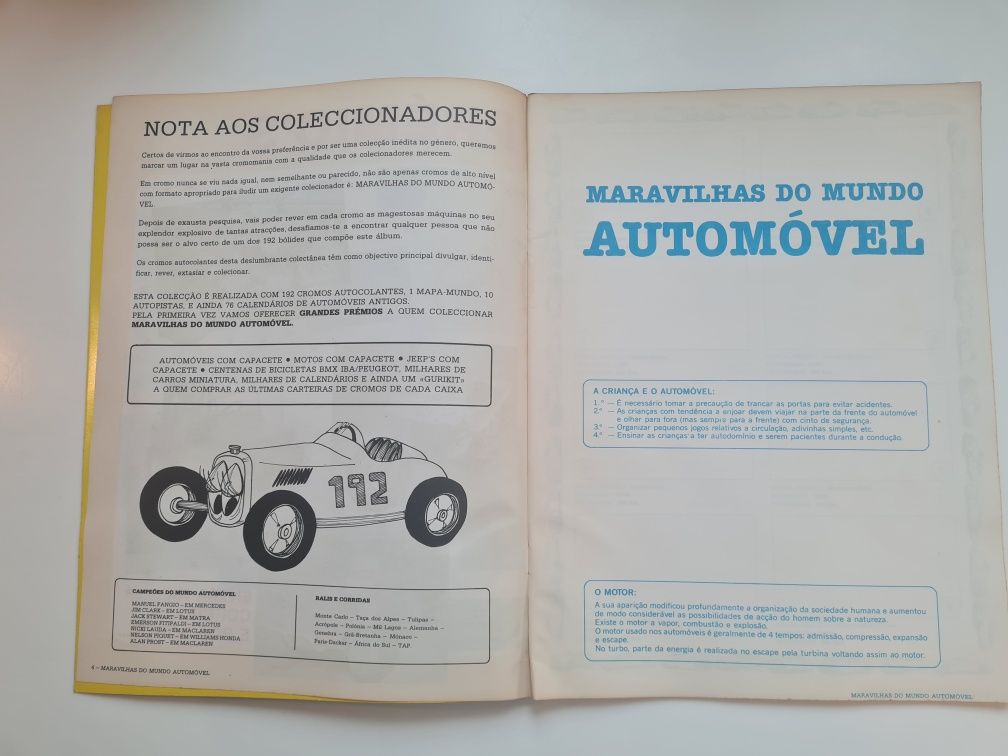 NOTA AOS COLECCIONADORES
Certos de virmos ao encontro da vossa preferência e por ser uma colecção inédita no género, queremos
marcar um lugar na vasta cromomania com a qualidade que os colecionadores merecem.
Em cromo nunca se viu nada igual, nem semelhante ou parecido, não são apenas cromos de alto nível
com formato apropriado para iludir um exigente colecionador é: MARAVILHAS DO MUNDO AUTOMÓ-
VEL.
Depois de exausta pesquisa, vais poder rever em cada cromo as magestosas máquinas no seu
explendor explosivo de tantas atracções, desafiamos-te a encontrar qualquer pessoa que não
possa ser o alvo certo de um dos 192 bólides que compõe este álbum.
Os cromos autocolantes desta deslumbrante colectânea têm como objectivo principal divulgar, identi-
ficar, rever, extasiar e colecionar.
ESTA COLECÇÃO É REALIZADA COM 192 CROMOS AUTOCOLANTES, 1 MAPA-MUNDO, 10
AUTOPISTAS, E AINDA 76 CALENDÁRIOS DE AUTOMÓVEIS ANTIGOS.
PELA PRIMEIRA VEZ VAMOS OFERECER GRANDES PRÉMIOS A QUEM COLECCIONAR
MARAVILHAS DO MUNDO AUTOMÓVEL.
AUTOMÓVEIS COM CAPACETE • MOTOS COM CAPACETE • JEEP'S COM
CAPACETE • CENTENAS DE BICICLETAS BMX IBA/PEUGEOT, MILHARES DE
CARROS MINIATURA, MILHARES DE CALENDÁRIOS E AINDA UM «GURIKIT»
A QUEM COMPRAR AS ÚLTIMAS CARTEIRAS DE CROMOS DE CADA CAIXA
192
CAMPEÕES DO MUNDO AUTOMÓVEL
MANUEL FANGIO – EM MERCEDES
JIM CLARK – EM LOTUS
JACK STEWART – EM MATRA
EMERSON FITIPALDI – EM LOTUS
NICKI LAUDA – EM MACLAREN
NELSON PIQUET – EM WILLIAMS HONDA
ALAN PROST – EM MACLAREN
RALIS E CORRIDAS
Monte Carlo – Taça dos Alpes – Tulipas –
Acrópole – Polónia – Mil Lagos – Alemanha –
Genebra – Grã-Bretanha – Mónaco –
Paris-Dackar – África do Sul – TAP.
4 – MARAVILHAS DO MUNDO AUTOMÓVEL
MARAVILHAS DO MUNDO
AUTOMÓVEL
A CRIANÇA E O AUTOMÓVEL:
1.º — É necessário tomar a precaução de trancar as portas para evitar acidentes.
2.º — As crianças com tendência a enjoar devem viajar na parte da frente do automóvel
e olhar para fora (mas sempre para a frente) com cinto de segurança.
3.º — Organizar pequenos jogos relativos a circulação, adivinhas simples, etc.
4.º — Ensinar as crianças a ter autodomínio e serem pacientes durante a condução.
O MOTOR:
A sua aparição modificou profundamente a organização da sociedade humana e aumentou
de modo considerável as possibilidades de acção do homem sobre a natureza.
Existe o motor a vapor, combustão e explosão.
O motor usado nos automóveis é geralmente de 4 tempos: admissão, compressão, expansão
e escape.
No turbo, parte da energia é realizada no escape pela turbina voltando assim ao motor.
MARAVILHAS DO MUNDO AUTOMÓVEL